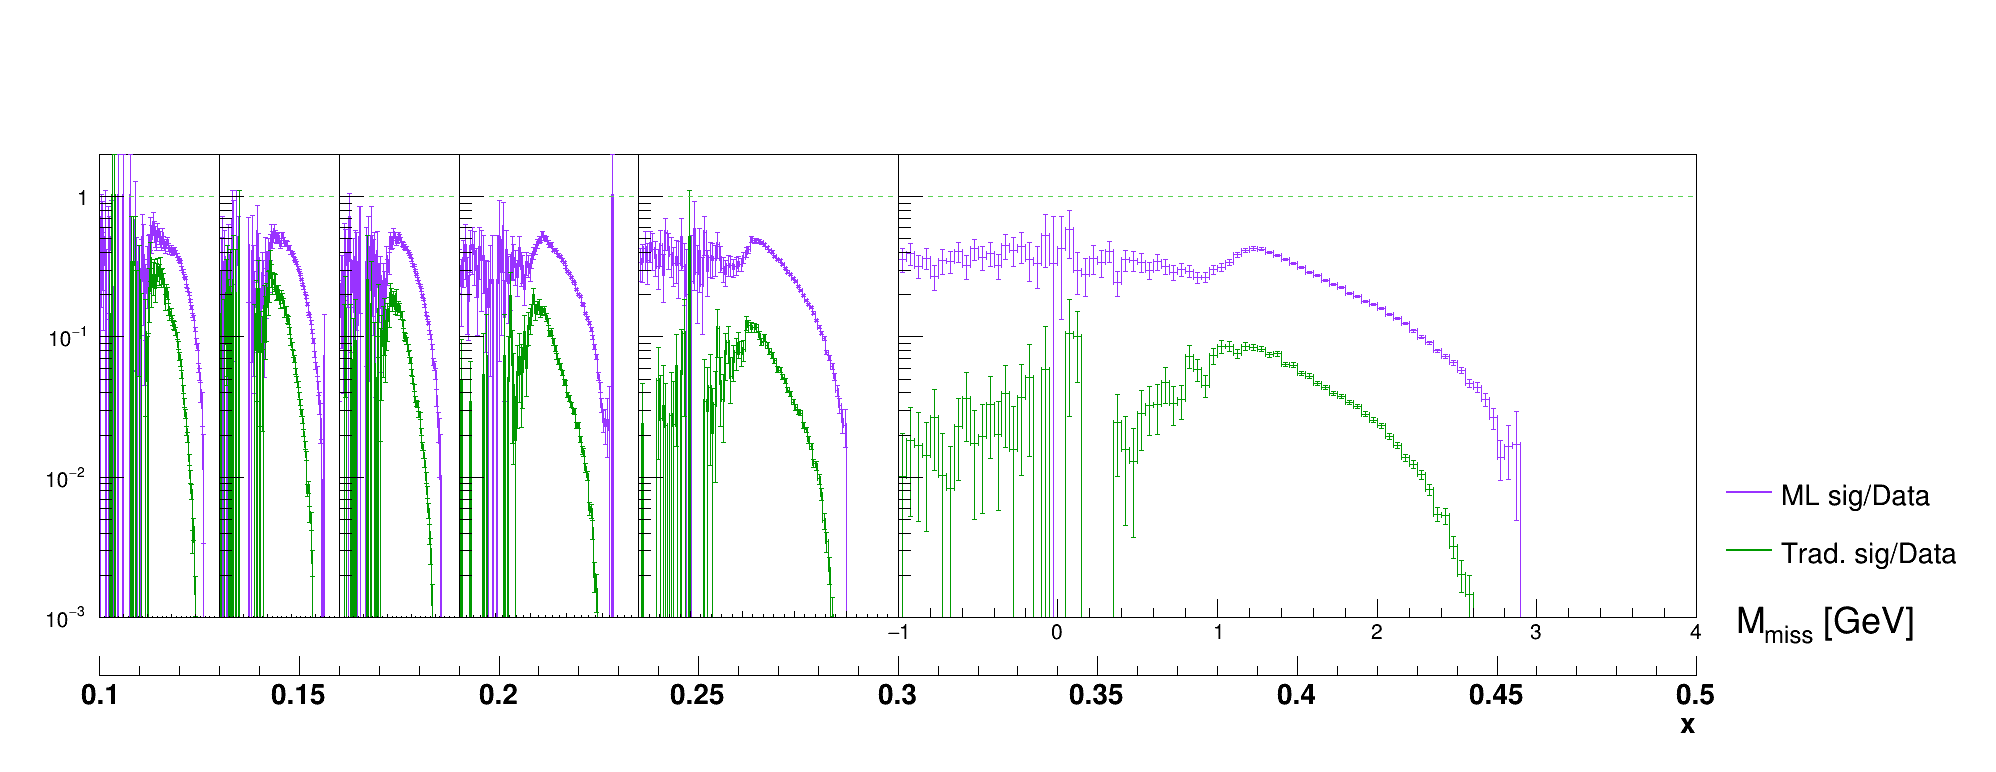 1
10⁻¹
10⁻²
10⁻³
ML sig/Data
Trad. sig/Data
−1 0 1 2 3 4
M_miss [GeV]
0.1 0.15 0.2 0.25 0.3 0.35 0.4 0.45 0.5
x